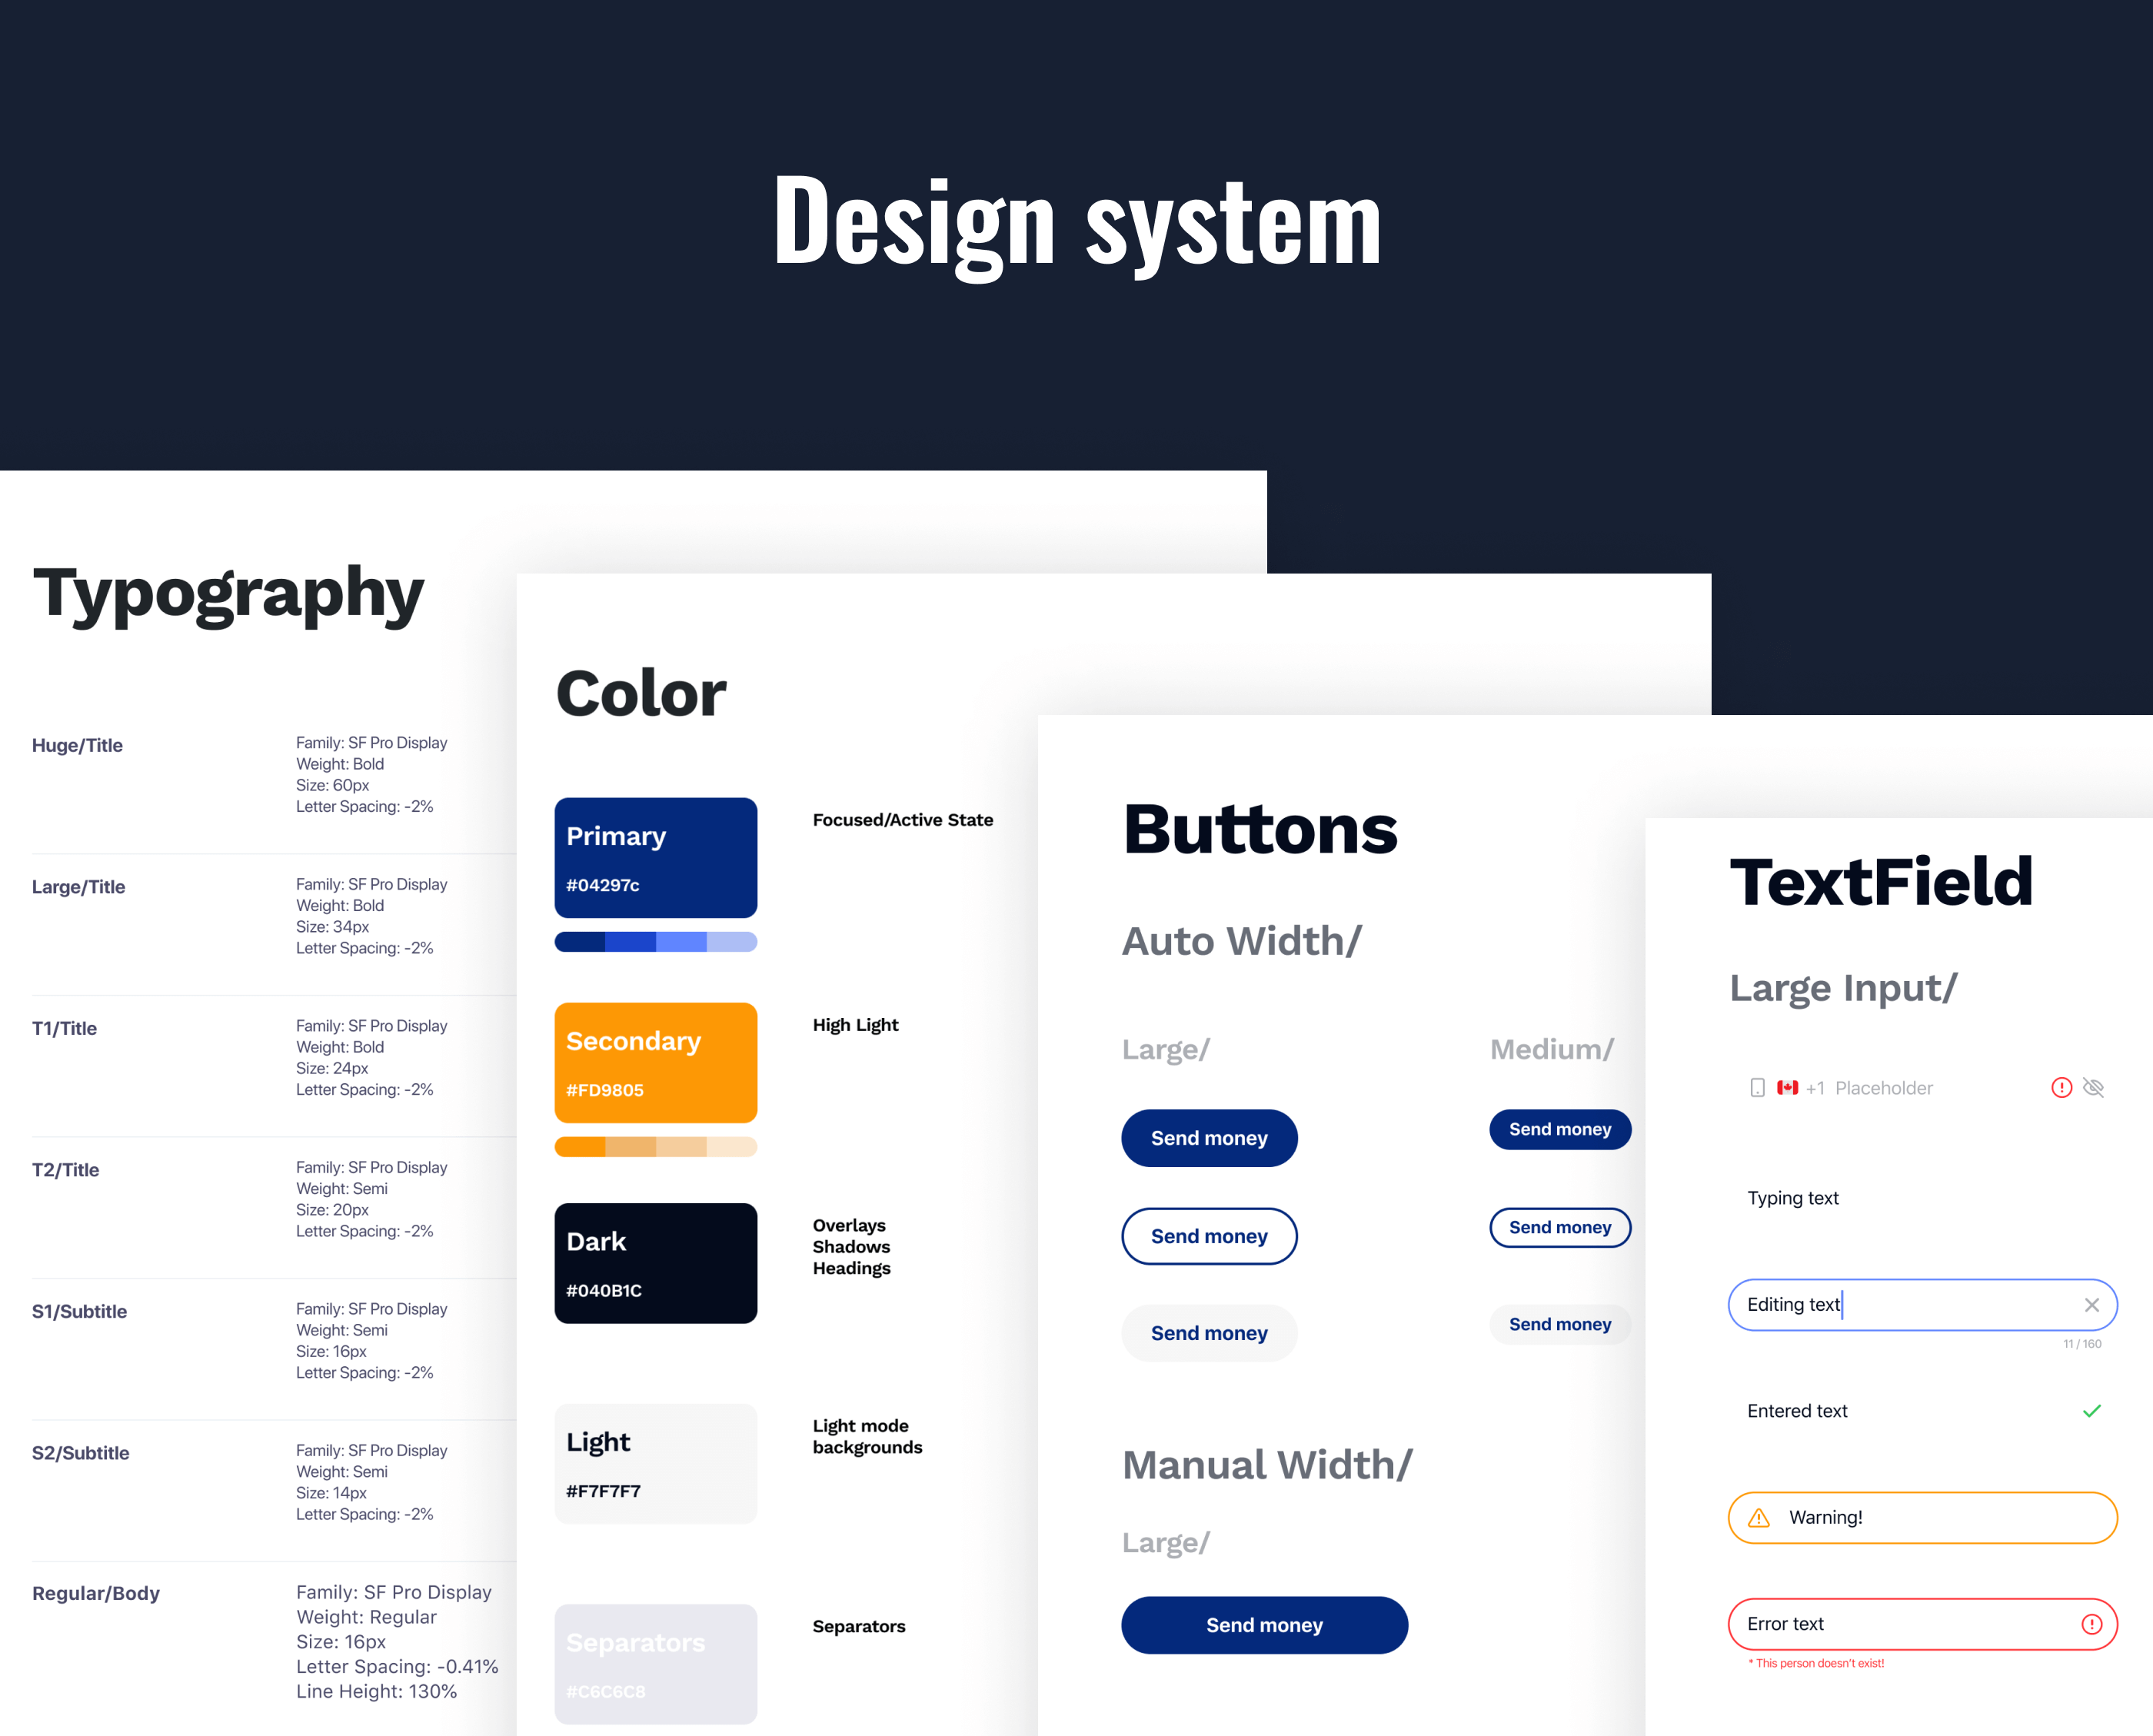 Design system
Typography
Huge/Title
Family: SF Pro Display
Weight: Bold
Size: 60px
Letter Spacing: -2%
Large/Title
Family: SF Pro Display
Weight: Bold
Size: 34px
Letter Spacing: -2%
T1/Title
Family: SF Pro Display
Weight: Bold
Size: 24px
Letter Spacing: -2%
T2/Title
Family: SF Pro Display
Weight: Semi
Size: 20px
Letter Spacing: -2%
S1/Subtitle
Family: SF Pro Display
Weight: Semi
Size: 16px
Letter Spacing: -2%
S2/Subtitle
Family: SF Pro Display
Weight: Semi
Size: 14px
Letter Spacing: -2%
Regular/Body
Family: SF Pro Display
Weight: Regular
Size: 16px
Letter Spacing: -0.41%
Line Height: 130%
Color
Primary
#04297c
Focused/Active State
Secondary
#FD9805
High Light
Dark
#040B1C
Overlays
Shadows
Headings
Light
#F7F7F7
Light mode
backgrounds
Separators
#C6C6C8
Separators
Buttons
Auto Width/
Large/
Send money
Send money
Send money
Medium/
Send money
Send money
Send money
Manual Width/
Large/
Send money
TextField
Large Input/
+1 Placeholder
Typing text
Editing text
11 / 160
Entered text
Warning!
Error text
* This person doesn't exist!